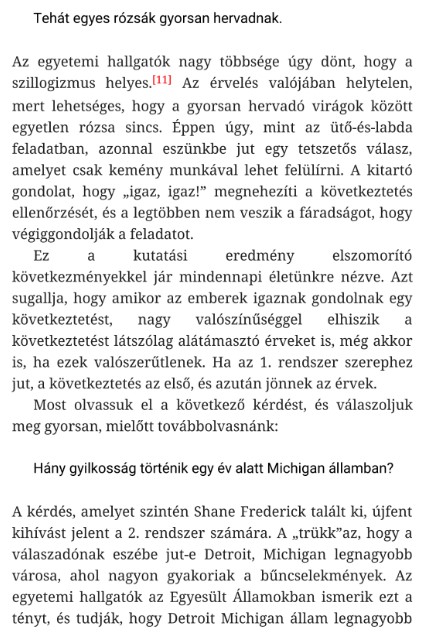 Tehát egyes rózsák gyorsan hervadnak.
Az egyetemi hallgatók nagy többsége úgy dönt, hogy a
szillogizmus helyes.[11] Az érvelés valójában helytelen,
mert lehetséges, hogy a gyorsan hervadó virágok között
egyetlen rózsa sincs. Éppen úgy, mint az ütő-és-labda
feladatban, azonnal eszünkbe jut egy tetszetős válasz,
amelyet csak kemény munkával lehet felülírni. A kitartó
gondolat, hogy „igaz, igaz!” megnehezíti a következtetés
ellenőrzését, és a legtöbben nem veszik a fáradságot, hogy
végiggondolják a feladatot.
Ez a kutatási eredmény elszomorító
következményekkel jár mindennapi életünkre nézve. Azt
sugallja, hogy amikor az emberek igaznak gondolnak egy
következtetést, nagy valószínűséggel elhiszik a
következtetést látszólag alátámasztó érveket is, még akkor
is, ha ezek valószerűtlenek. Ha az 1. rendszer szerephez
jut, a következtetés az első, és azután jönnek az érvek.
Most olvassuk el a következő kérdést, és válaszoljuk
meg gyorsan, mielőtt továbbolvasnánk:
Hány gyilkosság történik egy év alatt Michigan államban?
A kérdés, amelyet szintén Shane Frederick talált ki, újfent
kihívást jelent a 2. rendszer számára. A „trükk”az, hogy a
válaszadónak eszébe jut-e Detroit, Michigan legnagyobb
városa, ahol nagyon gyakoriak a bűncselekmények. Az
egyetemi hallgatók az Egyesült Államokban ismerik ezt a
tényt, és tudják, hogy Detroit Michigan állam legnagyobb